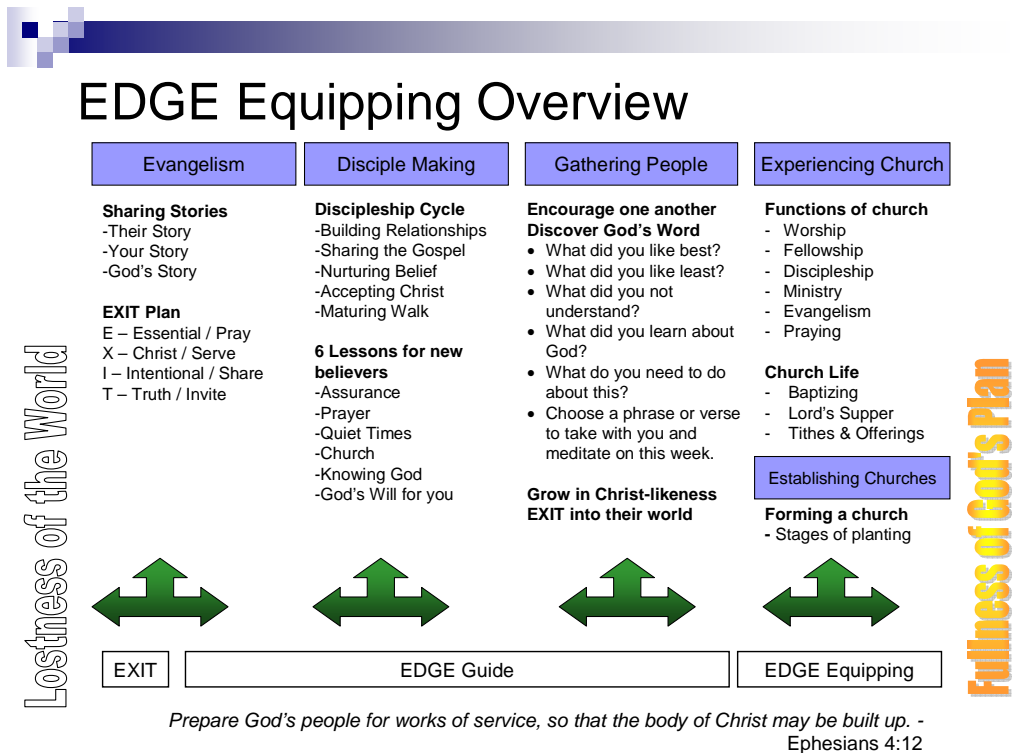 EDGE Equipping Overview
Evangelism
Sharing Stories
-Their Story
-Your Story
-God's Story
EXIT Plan
E – Essential / Pray
X – Christ / Serve
I – Intentional / Share
T – Truth / Invite
Disciple Making
Discipleship Cycle
-Building Relationships
-Sharing the Gospel
-Nurturing Belief
-Accepting Christ
-Maturing Walk
6 Lessons for new
believers
-Assurance
-Prayer
-Quiet Times
-Church
-Knowing God
-God's Will for you
Gathering People
Encourage one another
Discover God's Word
• What did you like best?
• What did you like least?
• What did you not
understand?
• What did you learn about
God?
• What do you need to do
about this?
• Choose a phrase or verse
to take with you and
meditate on this week.
Grow in Christ-likeness
EXIT into their world
Experiencing Church
Functions of church
- Worship
- Fellowship
- Discipleship
- Ministry
- Evangelism
- Praying
Church Life
- Baptizing
- Lord's Supper
- Tithes & Offerings
Establishing Churches
Forming a church
- Stages of planting
Lostness of the World
Fullness of God's Plan
EXIT
EDGE Guide
EDGE Equipping
Prepare God's people for works of service, so that the body of Christ may be built up. -
Ephesians 4:12